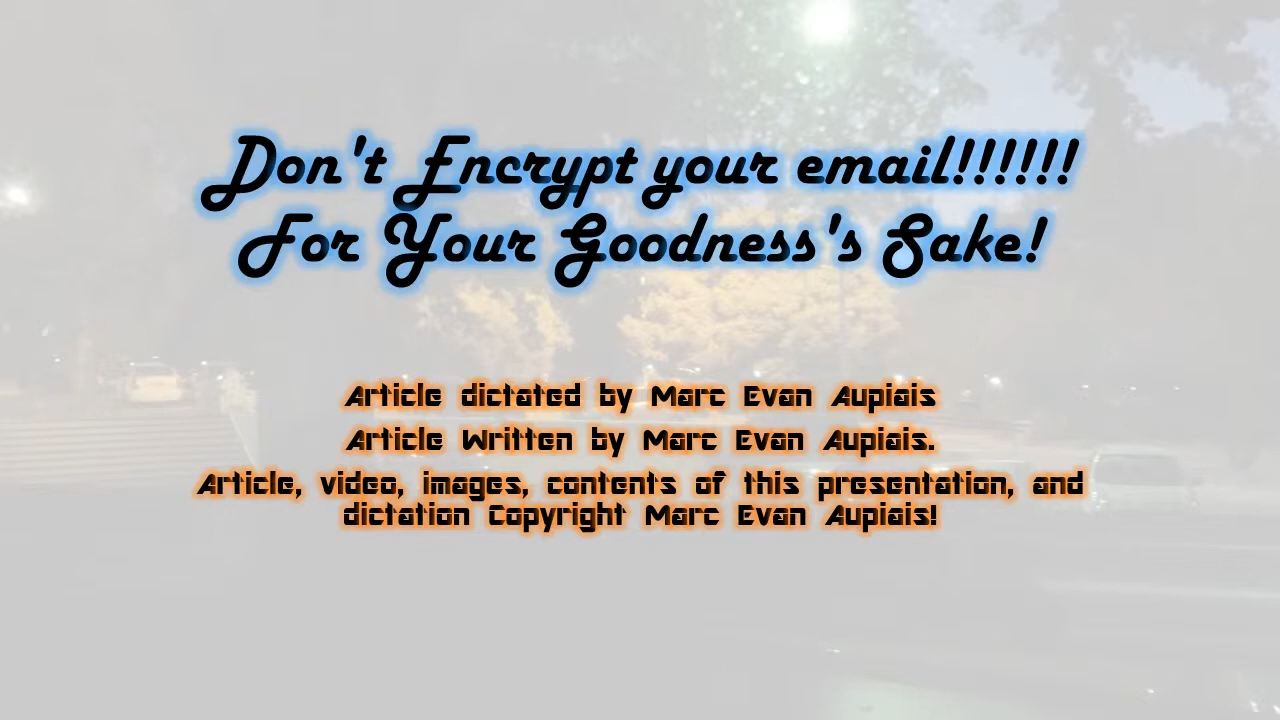 Don't Encrypt your email!!!!!!
For Your Goodness's Sake!
Article dictated by Marc Evan Aupiais
Article Written by Marc Evan Aupiais.
Article, video, images, contents of this presentation, and
dictation Copyright Marc Evan Aupiais!